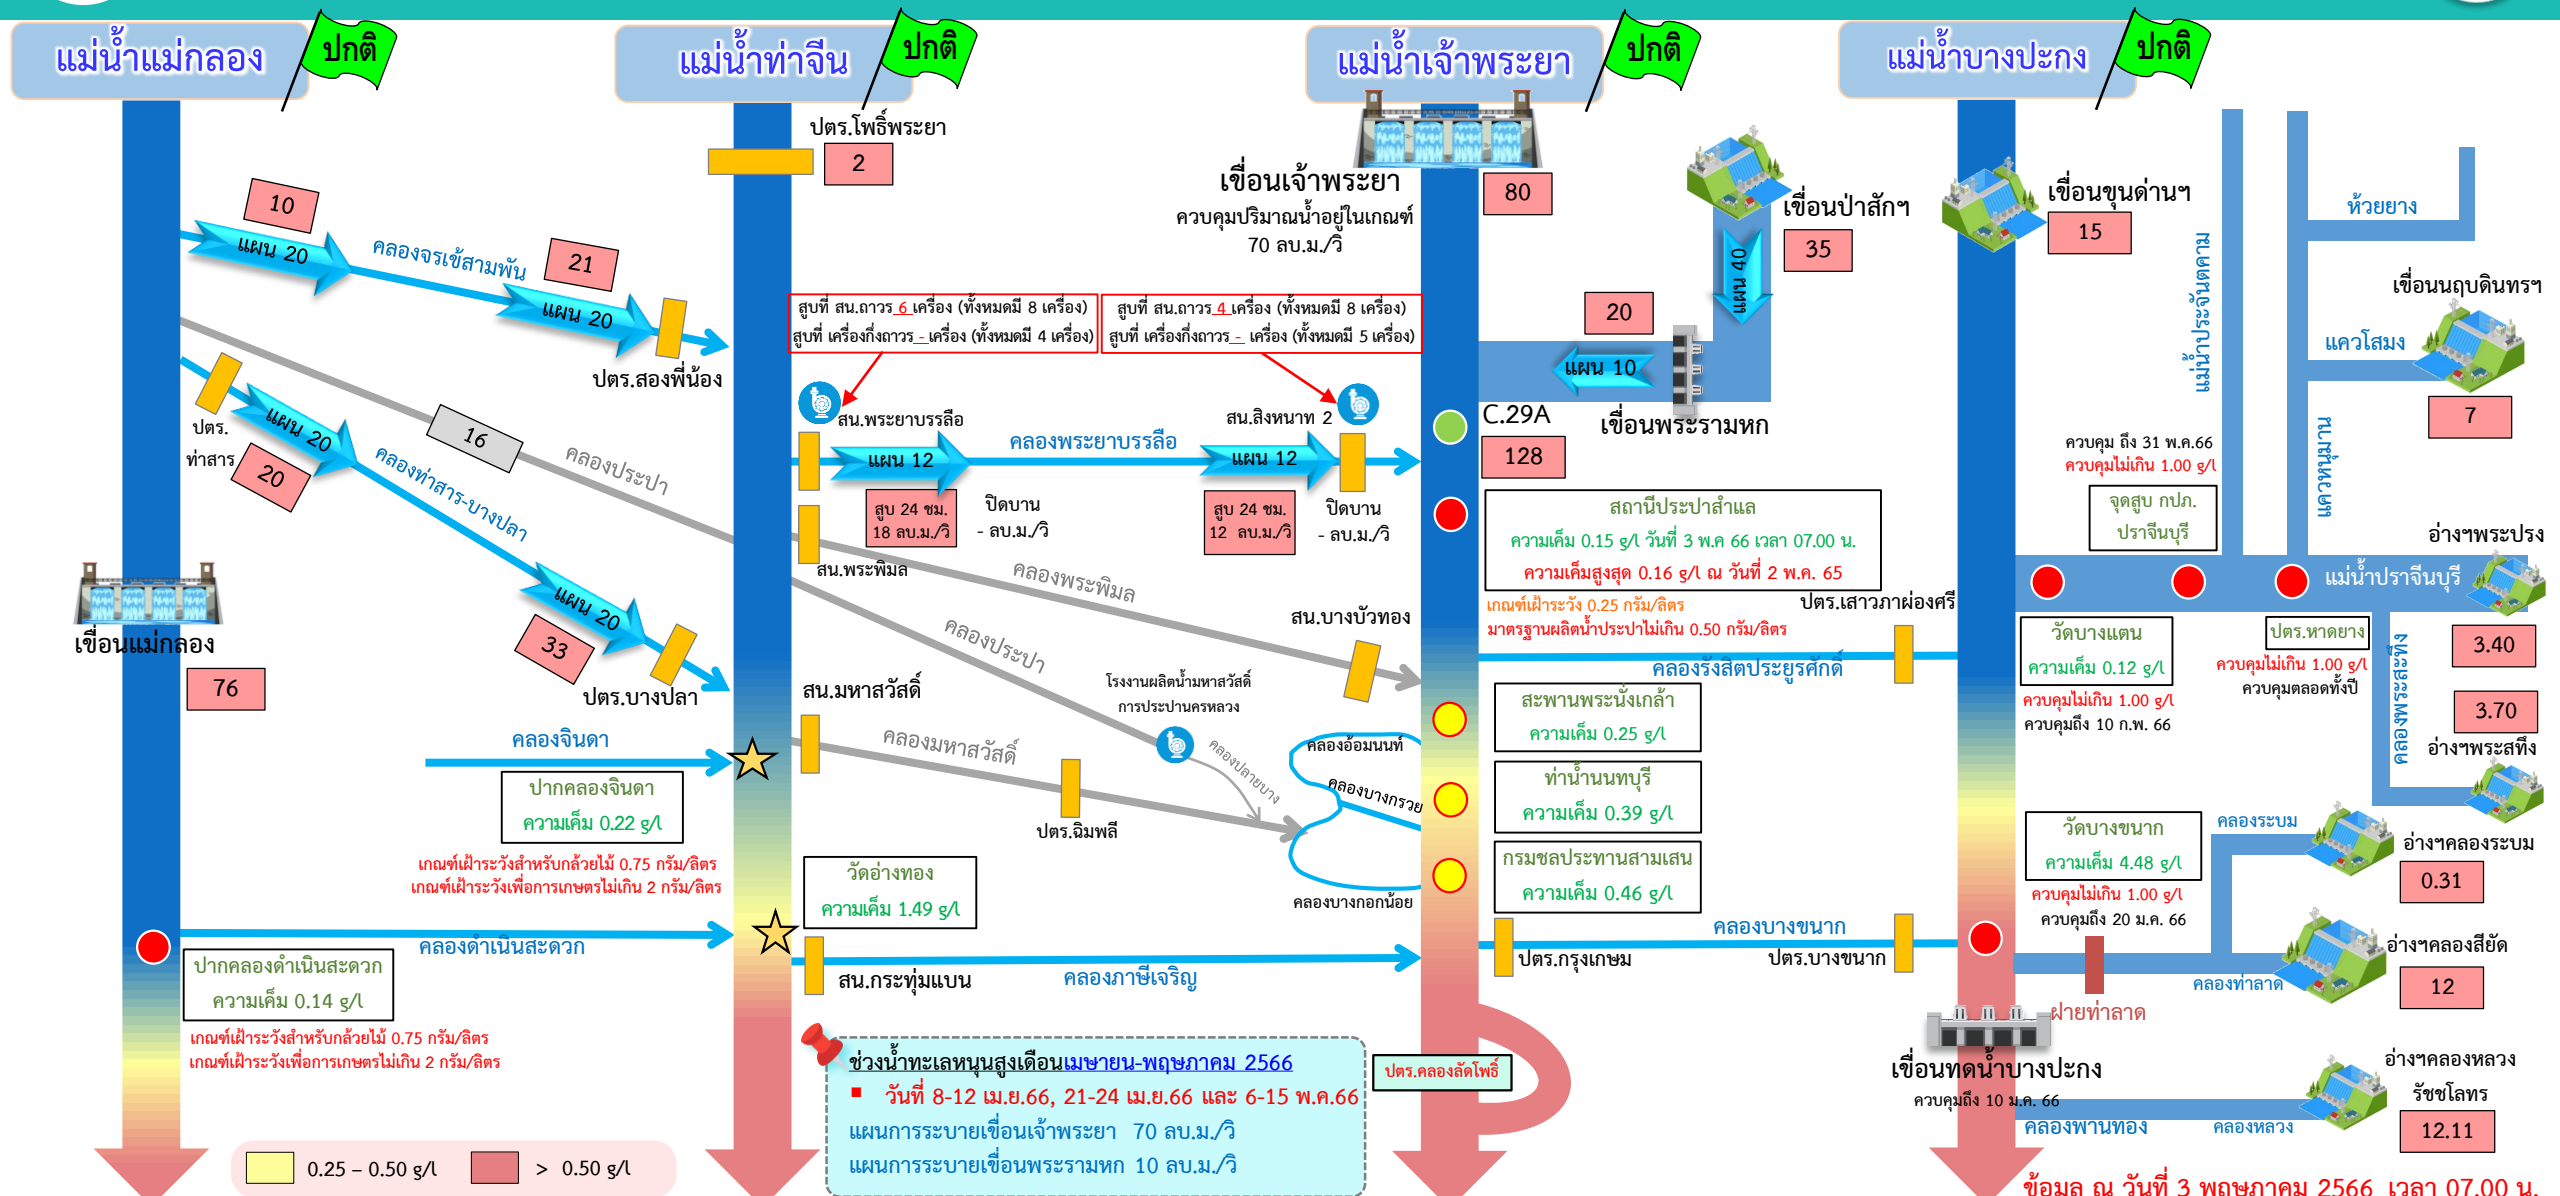 แม่น้ำแม่กลอง
ปกติ
แม่น้ำท่าจีน
ปกติ
แม่น้ำเจ้าพระยา
ปกติ
แม่น้ำบางปะกง
ปกติ
10
แผน 20
คลองจรเข้สามพัน
21
แผน 20
ปตร.สองพี่น้อง
ปตร.
ท่าสาร
แผน 20
20
16
คลองประปา
คลองท่าสาร-บางปลา
แผน 20
33
ปตร.บางปลา
เขื่อนแม่กลอง
76
คลองจินดา
ปากคลองจินดา
ความเค็ม 0.22 g/l
เกณฑ์เฝ้าระวังสำหรับกล้วยไม้ 0.75 กรัม/ลิตร
เกณฑ์เฝ้าระวังเพื่อการเกษตรไม่เกิน 2 กรัม/ลิตร
คลองดำเนินสะดวก
ปากคลองดำเนินสะดวก
ความเค็ม 0.14 g/l
เกณฑ์เฝ้าระวังสำหรับกล้วยไม้ 0.75 กรัม/ลิตร
เกณฑ์เฝ้าระวังเพื่อการเกษตรไม่เกิน 2 กรัม/ลิตร
0.25 – 0.50 g/l
> 0.50 g/l
ปตร.โพธิ์พระยา
2
สูบที่ สน.ถาวร 6 เครื่อง (ทั้งหมดมี 8 เครื่อง)
สูบที่ เครื่องกึ่งถาวร - เครื่อง (ทั้งหมดมี 4 เครื่อง)
สูบที่ สน.ถาวร 4 เครื่อง (ทั้งหมดมี 8 เครื่อง)
สูบที่ เครื่องกึ่งถาวร - เครื่อง (ทั้งหมดมี 5 เครื่อง)
สน.พระยาบรรลือ
แผน 12
คลองพระยาบรรลือ
สน.สิงหนาท 2
แผน 12
สูบ 24 ชม.
18 ลบ.ม./วิ
ปิดบาน
- ลบ.ม./วิ
สูบ 24 ชม.
12 ลบ.ม./วิ
ปิดบาน
- ลบ.ม./วิ
สน.พระพิมล
คลองพระพิมล
สน.บางบัวทอง
คลองประปา
โรงงานผลิตน้ำมหาสวัสดิ์
การประปานครหลวง
สน.มหาสวัสดิ์
คลองมหาสวัสดิ์
ปตร.ฉิมพลี
คลองปลายบาง
คลองอ้อมนนท์
คลองบางกรวย
คลองบางกอกน้อย
วัดอ่างทอง
ความเค็ม 1.49 g/l
สน.กระทุ่มแบน
คลองภาษีเจริญ
ช่วงน้ำทะเลหนุนสูงเดือนเมษายน-พฤษภาคม 2566
▪ วันที่ 8-12 เม.ย.66, 21-24 เม.ย.66 และ 6-15 พ.ค.66
แผนการระบายเขื่อนเจ้าพระยา 70 ลบ.ม./วิ
แผนการระบายเขื่อนพระรามหก 10 ลบ.ม./วิ
ปตร.คลองลัดโพธิ์
เขื่อนเจ้าพระยา
ควบคุมปริมาณน้ำอยู่ในเกณฑ์
70 ลบ.ม./วิ
80
เขื่อนป่าสักฯ
35
แผน 40
20
แผน 10
เขื่อนพระรามหก
C.29A
128
สถานีประปาสำแล
ความเค็ม 0.15 g/l วันที่ 3 พ.ค 66 เวลา 07.00 น.
ความเค็มสูงสุด 0.16 g/l ณ วันที่ 2 พ.ค. 65
เกณฑ์เฝ้าระวัง 0.25 กรัม/ลิตร
มาตรฐานผลิตน้ำประปาไม่เกิน 0.50 กรัม/ลิตร
ปตร.เสาวภาผ่องศรี
คลองรังสิตประยูรศักดิ์
สะพานพระนั่งเกล้า
ความเค็ม 0.25 g/l
ท่าน้ำนนทบุรี
ความเค็ม 0.39 g/l
กรมชลประทานสามเสน
ความเค็ม 0.46 g/l
คลองบางขนาก
ปตร.กรุงเกษม
ปตร.บางขนาก
เขื่อนขุนด่านฯ
15
แม่น้ำประจันตคาม
ห้วยยาง
เขื่อนนฤบดินทรฯ
แควโสมง
7
แควหนุมาน
ควบคุม ถึง 31 พ.ค.66
ควบคุมไม่เกิน 1.00 g/l
จุดสูบ กปภ.
ปราจีนบุรี
อ่างฯพระปรง
แม่น้ำปราจีนบุรี
3.40
วัดบางแตน
ความเค็ม 0.12 g/l
ควบคุมไม่เกิน 1.00 g/l
ควบคุมถึง 10 ก.พ. 66
ปตร.หาดยาง
ควบคุมไม่เกิน 1.00 g/l
ควบคุมตลอดทั้งปี
คลองพระสะทึง
3.70
อ่างฯพระสทึง
วัดบางขนาก
ความเค็ม 4.48 g/l
ควบคุมไม่เกิน 1.00 g/l
ควบคุมถึง 20 ม.ค. 66
คลองระบม
อ่างฯคลองระบม
0.31
อ่างฯคลองสียัด
12
คลองท่าลาด
ฝายท่าลาด
เขื่อนทดน้ำบางปะกง
ควบคุมถึง 10 ม.ค. 66
คลองพานทอง
คลองหลวง
อ่างฯคลองหลวง
รัชชโลทร
12.11
ข้อมูล ณ วันที่ 3 พฤษภาคม 2566 เวลา 07.00 น.